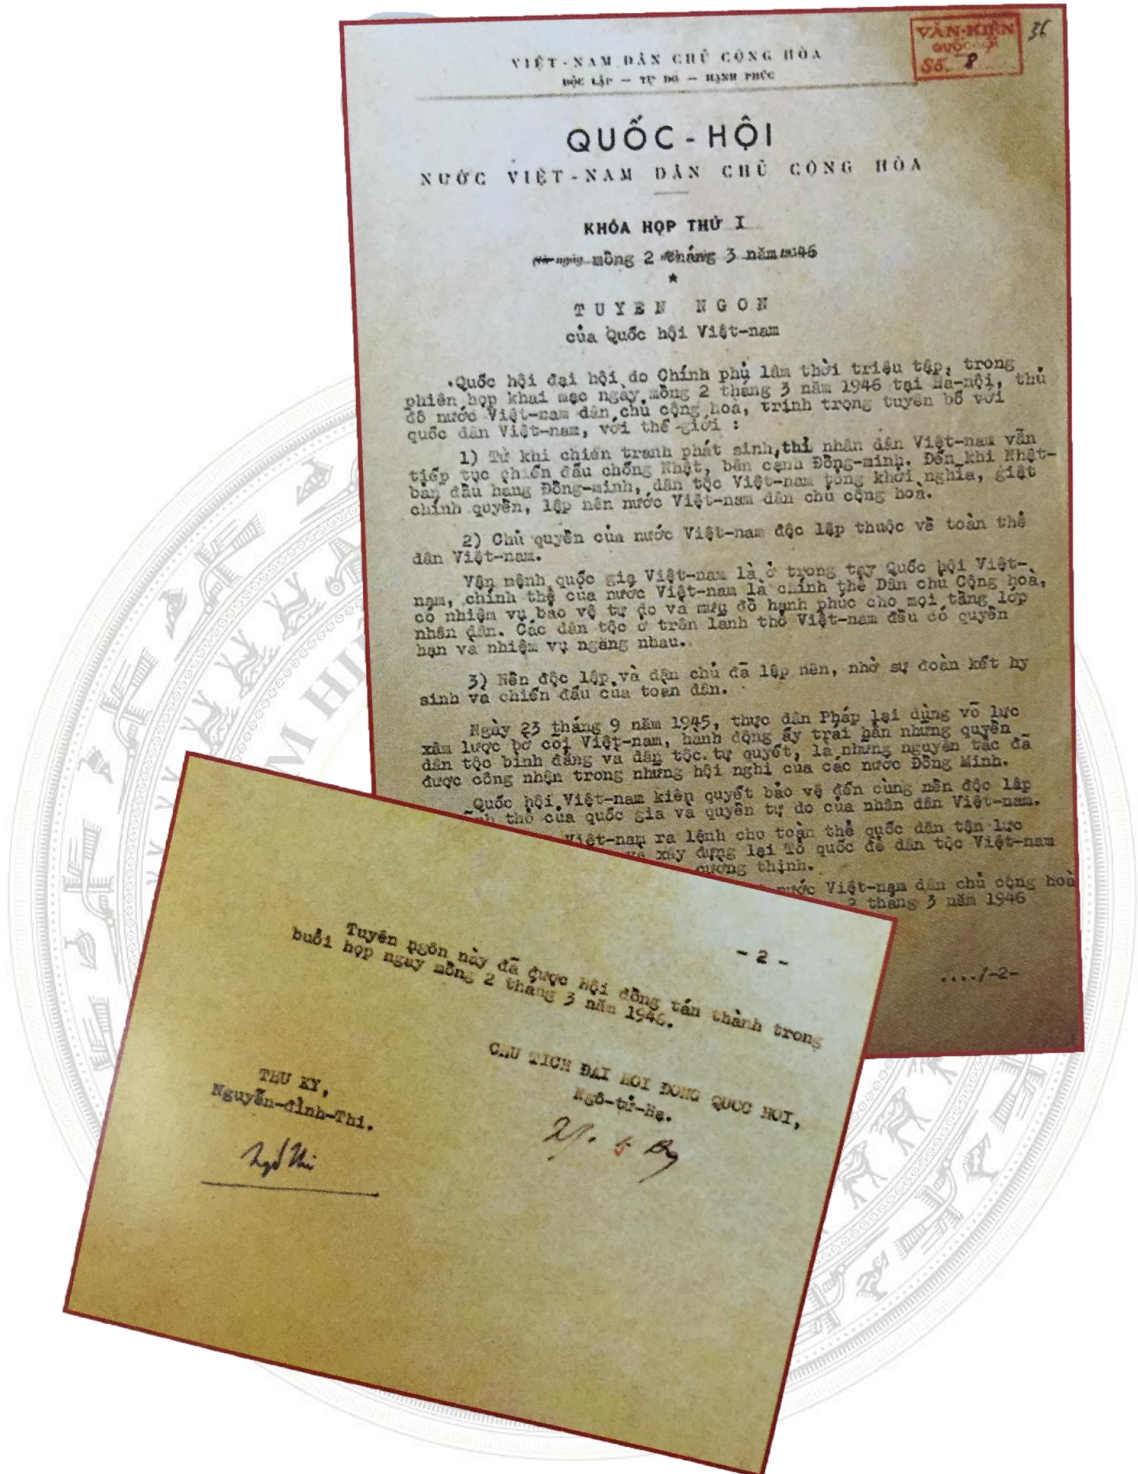 VIỆT-NAM DÂN CHỦ CỘNG HÒA
ĐỘC LẬP — TỰ DO — HẠNH PHÚC
VĂN-KIỆN
QUỐC-HỘI
Số. 8
36
QUỐC-HỘI
NƯỚC VIỆT-NAM DÂN CHỦ CỘNG HÒA
KHÓA HỌP THỨ I
mồng 2 tháng 3 năm 1946
★
TUYEN NGON
của Quốc hội Việt-nam
Quốc hội đại hội do Chính phủ lâm thời triệu tập, trong
phiên họp khai mạc ngày mồng 2 tháng 3 năm 1946 tại Hà-nội, thủ
đô nước Việt-nam dân chủ cộng hoà, trình trọng tuyên bố với
quốc dân Việt-nam, với thế-giới :
1) Từ khi chiến tranh phát sinh, thì nhân dân Việt-nam vẫn
tiếp tục chiến đấu chống Nhật, bên cạnh Đồng-minh. Đến khi Nhật-
bản đầu hàng Đồng-minh, dân tộc Việt-nam tổng khởi nghĩa, giật
chính quyền, lập nên nước Việt-nam dân chủ cộng hoà.
2) Chủ quyền của nước Việt-nam độc lập thuộc về toàn thể
dân Việt-nam.
Vận mệnh quốc gia Việt-nam là ở trong tay Quốc hội Việt-
nam, chính thể của nước Việt-nam là chính thể Dân chủ Cộng hoà,
có nhiệm vụ bảo vệ tự do và mưu đồ hạnh phúc cho mọi tầng lớp
nhân dân. Các dân tộc ở trên lãnh thổ Việt-nam đều có quyền
hạn và nhiệm vụ ngang nhau.
3) Nền độc lập và dân chủ đã lập nên, nhờ sự đoàn kết hy
sinh và chiến đấu của toàn dân.
Ngày 23 tháng 9 năm 1945, thực dân Pháp lại dùng võ lực
xâm lược bờ cõi Việt-nam, hành động ấy trái hẳn những quyền
dân tộc bình đẳng và dân tộc tự quyết, là những nguyên tắc đã
được công nhận trong những hội nghị của các nước Đồng Minh.
Quốc hội Việt-nam kiên quyết bảo vệ đến cùng nền độc lập
thổ của quốc gia và quyền tự do của nhân dân Việt-nam.
Việt-nam ra lệnh cho toàn thể quốc dân tận lực
và xây dựng lại Tổ quốc để dân tộc Việt-nam
cường thịnh.
nước Việt-nam dân chủ cộng hoà
2 tháng 3 năm 1946
..../-2-
- 2 -
Tuyên ngôn này đã được hội đồng tán thành trong
buổi họp ngày mồng 2 tháng 3 năm 1946.
CHU TICH ĐAI HOI ĐONG QUOC HOI,
Ngô-tử-Hạ.
THU KY,
Nguyễn-đình-Thi.